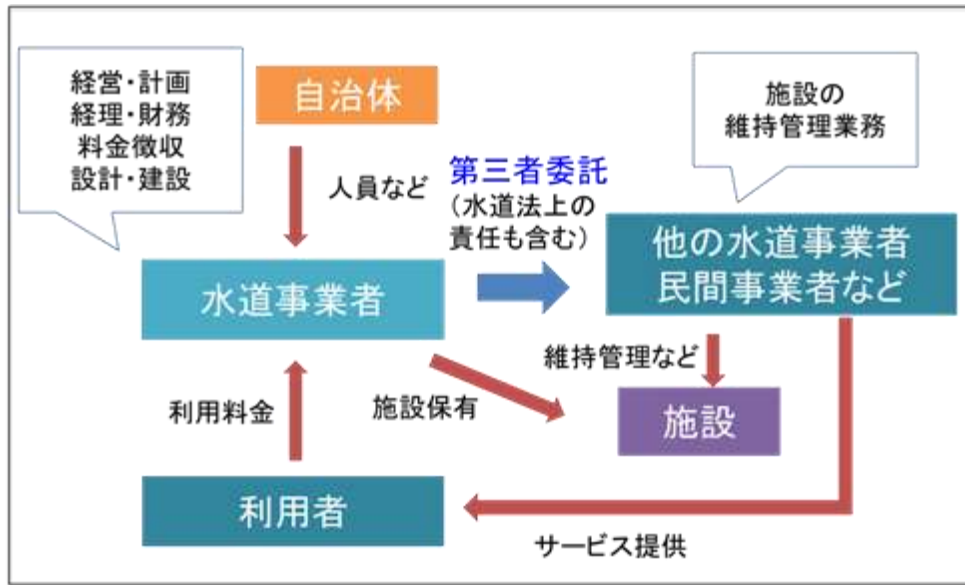 経営・計画
経理・財務
料金徴収
設計・建設
自治体
施設の
維持管理業務
人員など
第三者委託
（水道法上の
責任も含む）
水道事業者
他の水道事業者
民間事業者など
維持管理など
利用料金
施設保有
施設
利用者
サービス提供